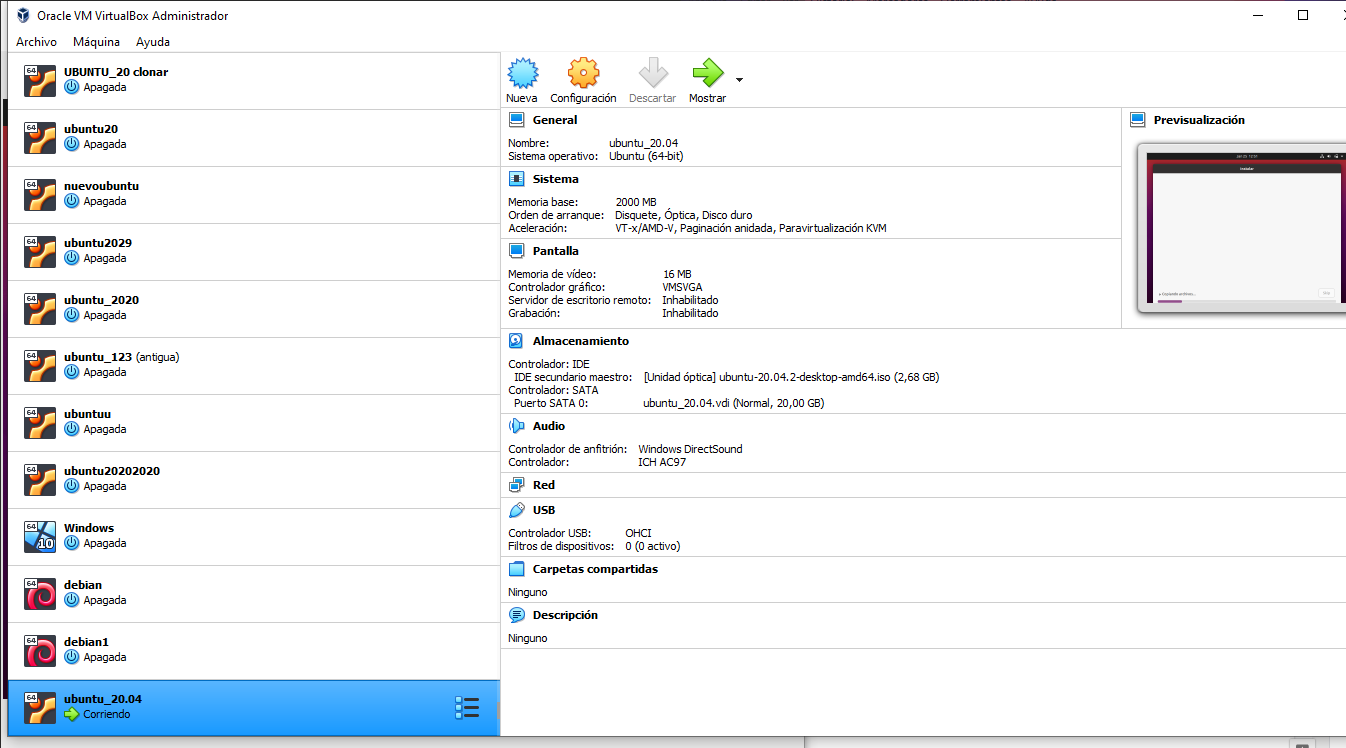 Oracle VM VirtualBox Administrador
Archivo Máquina Ayuda
64
UBUNTU_20 clonar
Apagada
64
ubuntu20
Apagada
64
nuevoubuntu
Apagada
64
ubuntu2029
Apagada
64
ubuntu_2020
Apagada
64
ubuntu_123 (antigua)
Apagada
64
ubuntuu
Apagada
64
ubuntu20202020
Apagada
64
10
Windows
Apagada
64
debian
Apagada
64
debian1
Apagada
64
ubuntu_20.04
Corriendo
Nueva Configuración Descartar Mostrar
General
Nombre: ubuntu_20.04
Sistema operativo: Ubuntu (64-bit)
Sistema
Memoria base: 2000 MB
Orden de arranque: Disquete, Óptica, Disco duro
Aceleración: VT-x/AMD-V, Paginación anidada, Paravirtualización KVM
Pantalla
Memoria de vídeo: 16 MB
Controlador gráfico: VMSVGA
Servidor de escritorio remoto: Inhabilitado
Grabación: Inhabilitado
Almacenamiento
Controlador: IDE
IDE secundario maestro: [Unidad óptica] ubuntu-20.04.2-desktop-amd64.iso (2,68 GB)
Controlador: SATA
Puerto SATA 0: ubuntu_20.04.vdi (Normal, 20,00 GB)
Audio
Controlador de anfitrión: Windows DirectSound
Controlador: ICH AC97
Red
USB
Controlador USB: OHCI
Filtros de dispositivos: 0 (0 activo)
Carpetas compartidas
Ninguno
Descripción
Ninguno
Previsualización
Instalar
Copiando archivos...